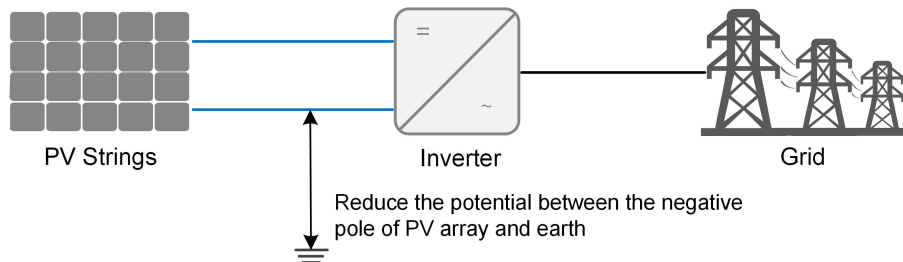 =
~
PV Strings
Inverter
Grid
Reduce the potential between the negative
pole of PV array and earth